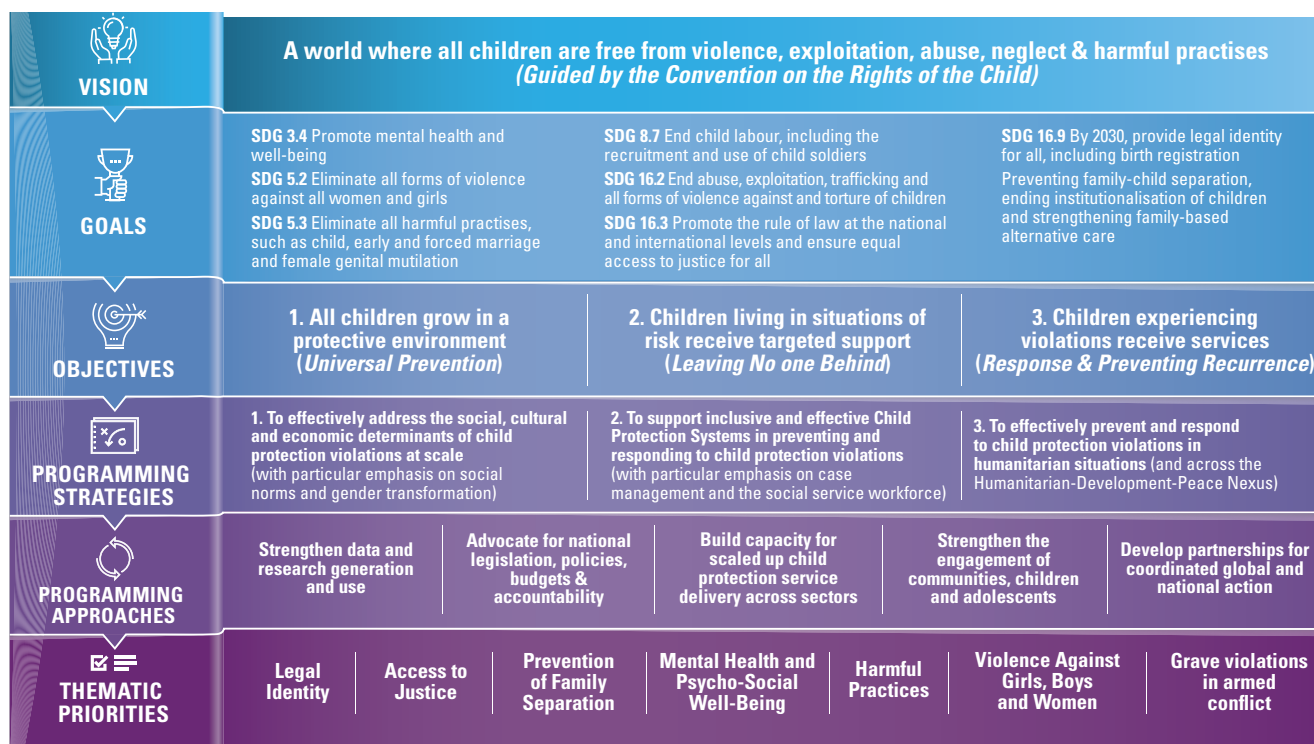 VISION
A world where all children are free from violence, exploitation, abuse, neglect & harmful practises
(Guided by the Convention on the Rights of the Child)
GOALS
SDG 3.4 Promote mental health and
well-being
SDG 5.2 Eliminate all forms of violence
against all women and girls
SDG 5.3 Eliminate all harmful practises,
such as child, early and forced marriage
and female genital mutilation
SDG 8.7 End child labour, including the
recruitment and use of child soldiers
SDG 16.2 End abuse, exploitation, trafficking and
all forms of violence against and torture of children
SDG 16.3 Promote the rule of law at the national
and international levels and ensure equal
access to justice for all
SDG 16.9 By 2030, provide legal identity
for all, including birth registration
Preventing family-child separation,
ending institutionalisation of children
and strengthening family-based
alternative care
OBJECTIVES
1. All children grow in a
protective environment
(Universal Prevention)
2. Children living in situations of
risk receive targeted support
(Leaving No one Behind)
3. Children experiencing
violations receive services
(Response & Preventing Recurrence)
PROGRAMMING
STRATEGIES
1. To effectively address the social, cultural
and economic determinants of child
protection violations at scale
(with particular emphasis on social
norms and gender transformation)
2. To support inclusive and effective Child
Protection Systems in preventing and
responding to child protection violations
(with particular emphasis on case
management and the social service workforce)
3. To effectively prevent and respond
to child protection violations in
humanitarian situations (and across the
Humanitarian-Development-Peace Nexus)
PROGRAMMING
APPROACHES
Strengthen data and
research generation
and use
Advocate for national
legislation, policies,
budgets &
accountability
Build capacity for
scaled up child
protection service
delivery across sectors
Strengthen the
engagement of
communities, children
and adolescents
Develop partnerships for
coordinated global and
national action
THEMATIC
PRIORITIES
Legal
Identity
Access to
Justice
Prevention
of Family
Separation
Mental Health and
Psycho-Social
Well-Being
Harmful
Practices
Violence Against
Girls, Boys
and Women
Grave violations
in armed
conflict